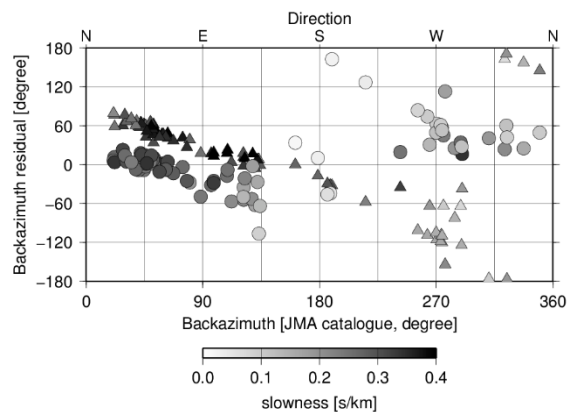 Direction
N E S W N
180
120
60
0
−60
−120
−180
Backazimuth residual [degree]
0 90 180 270 360
Backazimuth [JMA catalogue, degree]
0.0 0.1 0.2 0.3 0.4
slowness [s/km]